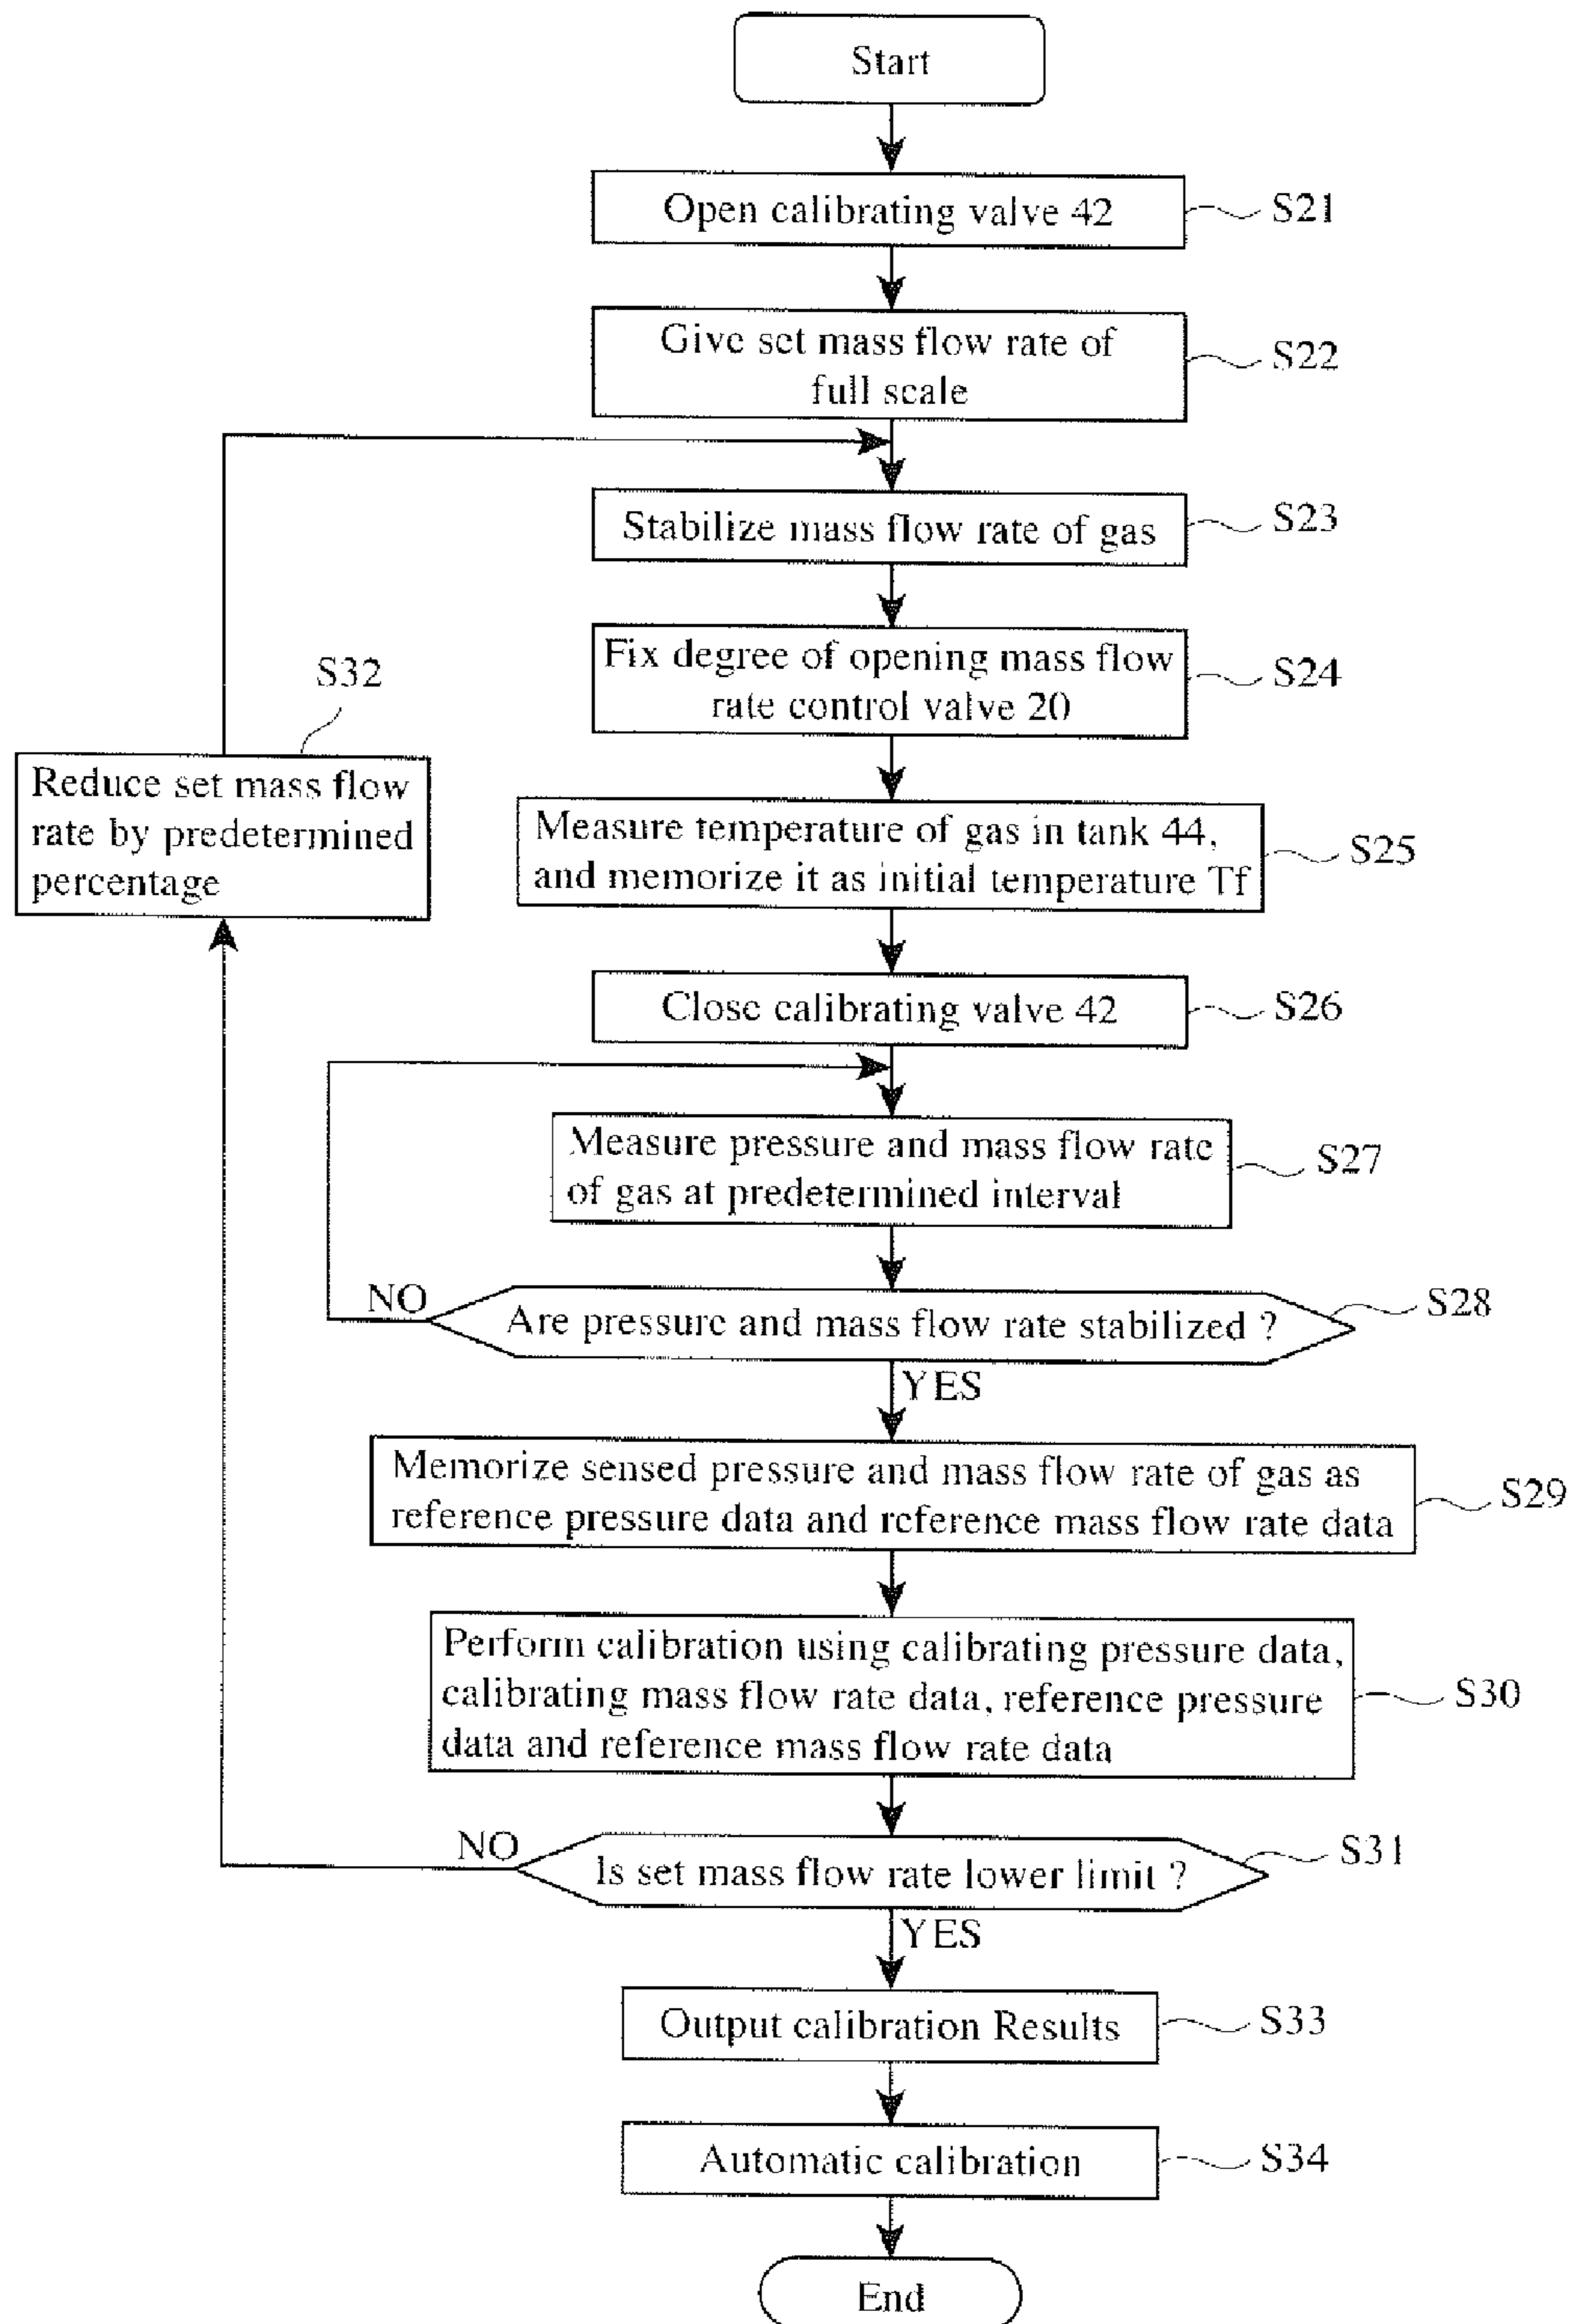 Start
Open calibrating valve 42
S21
Give set mass flow rate of
full scale
S22
Stabilize mass flow rate of gas
S23
Fix degree of opening mass flow
rate control valve 20
S24
S32
Reduce set mass flow
rate by predetermined
percentage
Measure temperature of gas in tank 44,
and memorize it as initial temperature Tf
S25
Close calibrating valve 42
S26
Measure pressure and mass flow rate
of gas at predetermined interval
S27
NO
Are pressure and mass flow rate stabilized ?
S28
YES
Memorize sensed pressure and mass flow rate of gas as
reference pressure data and reference mass flow rate data
S29
Perform calibration using calibrating pressure data,
calibrating mass flow rate data, reference pressure
data and reference mass flow rate data
S30
NO
Is set mass flow rate lower limit ?
S31
YES
Output calibration Results
S33
Automatic calibration
S34
End